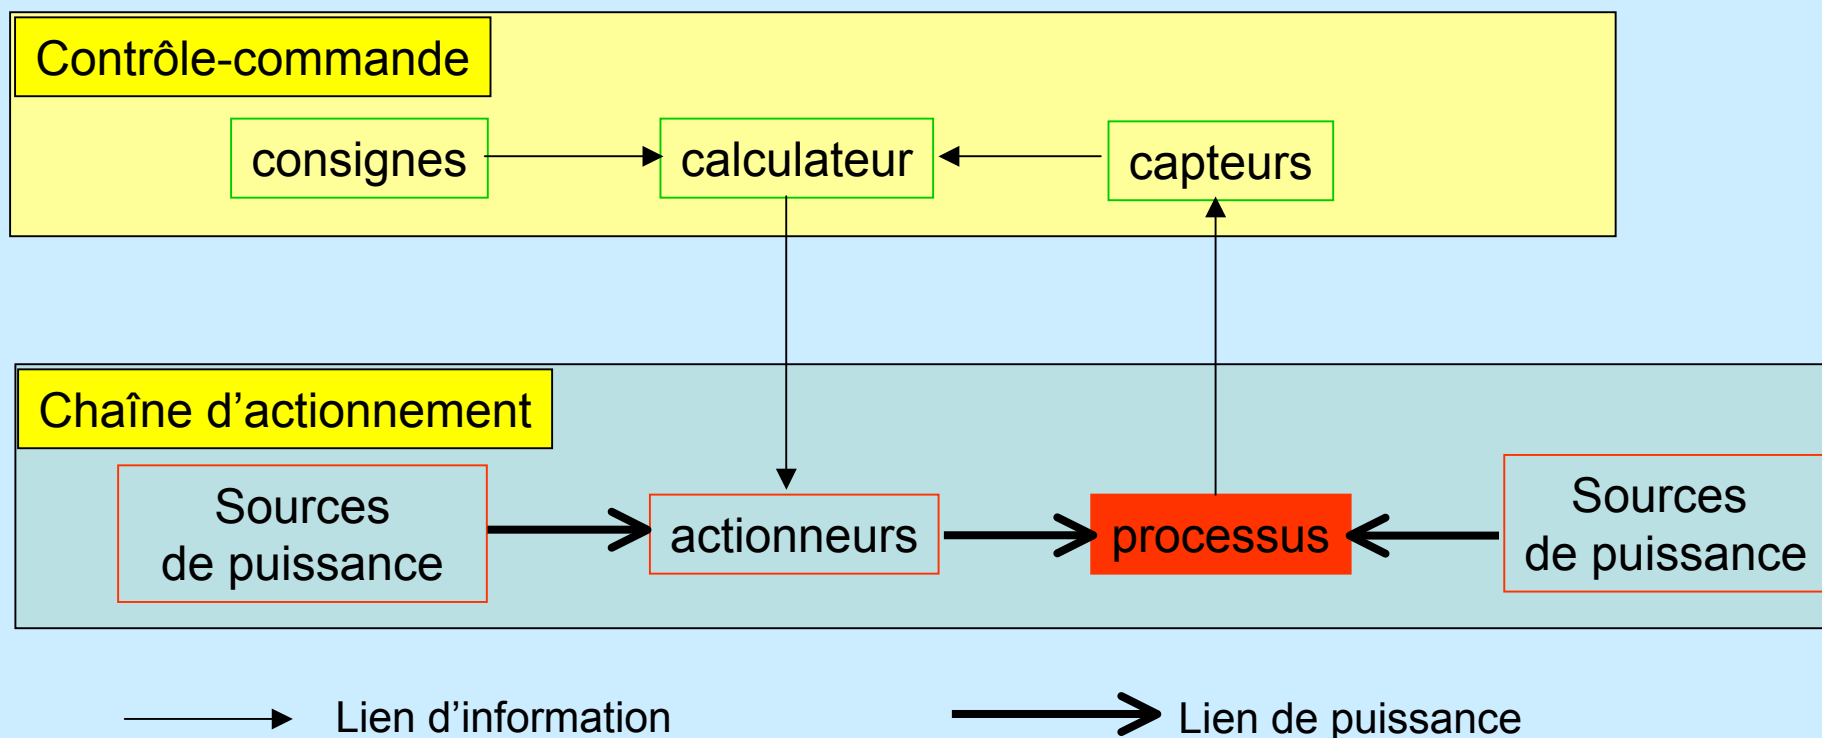 Contrôle-commande
consignes
calculateur
capteurs
Chaîne d’actionnement
Sources
de puissance
actionneurs
processus
Sources
de puissance
Lien d’information
Lien de puissance